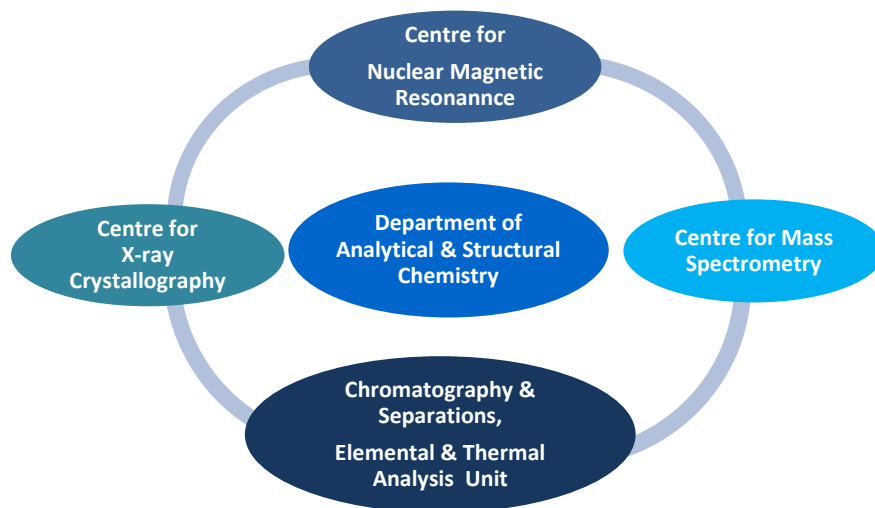 Centre for
Nuclear Magnetic
Resonannce
Centre for
X-ray
Crystallography
Department of
Analytical & Structural
Chemistry
Centre for Mass
Spectrometry
Chromatography &
Separations,
Elemental & Thermal
Analysis Unit